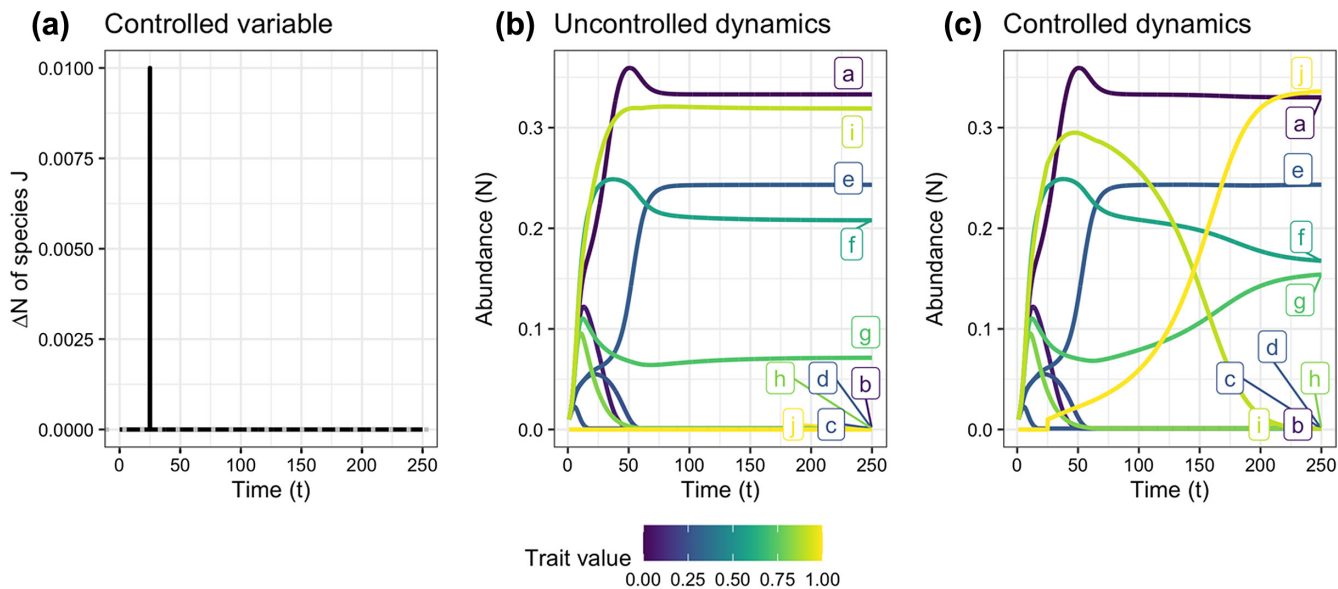 (a) Controlled variable
ΔN of species J
0.0100
0.0075
0.0050
0.0025
0.0000
0 50 100 150 200 250
Time (t)
(b) Uncontrolled dynamics
Abundance (N)
0.3
0.2
0.1
0.0
a
i
e
f
g
h d b
j c
0 50 100 150 200 250
Time (t)
(c) Controlled dynamics
Abundance (N)
0.3
0.2
0.1
0.0
j
a
e
f
g
d
c h
i b
0 50 100 150 200 250
Time (t)
Trait value
0.00 0.25 0.50 0.75 1.00